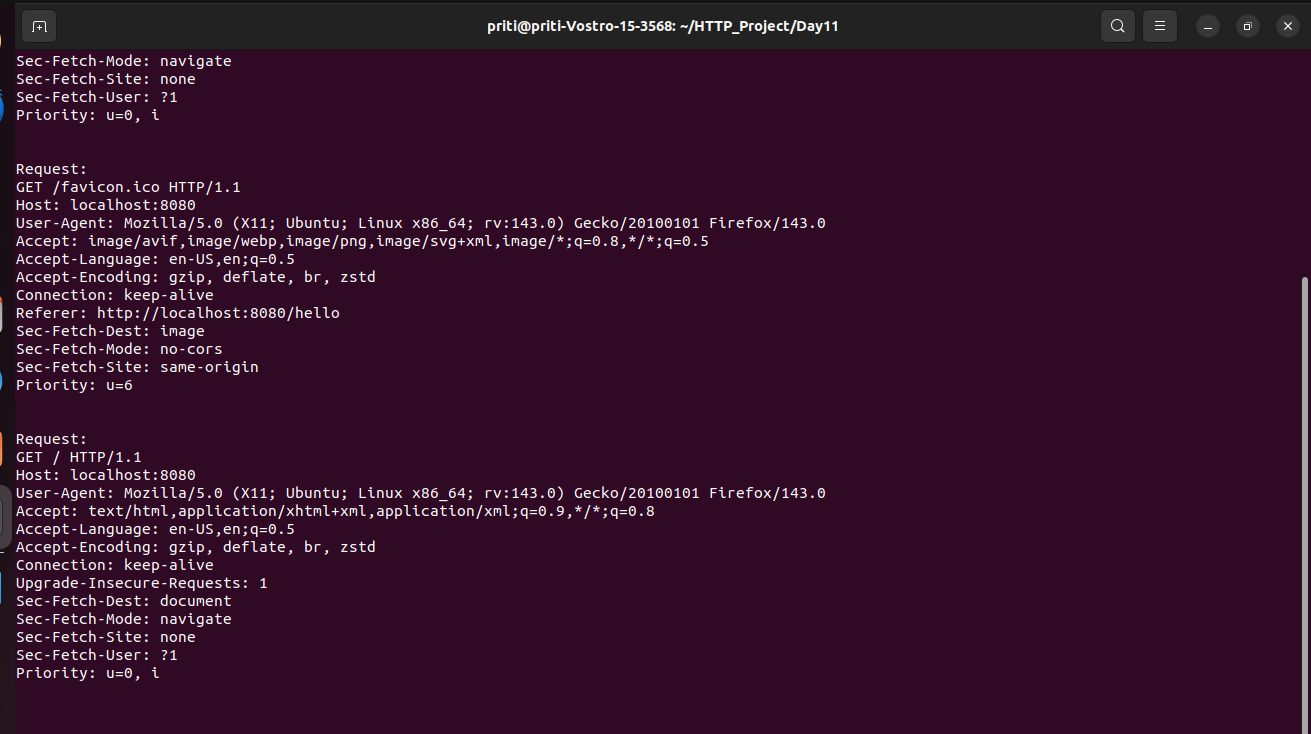 priti@priti-Vostro-15-3568: ~/HTTP_Project/Day11
Sec-Fetch-Mode: navigate
Sec-Fetch-Site: none
Sec-Fetch-User: ?1
Priority: u=0, i
Request:
GET /favicon.ico HTTP/1.1
Host: localhost:8080
User-Agent: Mozilla/5.0 (X11; Ubuntu; Linux x86_64; rv:143.0) Gecko/20100101 Firefox/143.0
Accept: image/avif,image/webp,image/png,image/svg+xml,image/*;q=0.8,*/*;q=0.5
Accept-Language: en-US,en;q=0.5
Accept-Encoding: gzip, deflate, br, zstd
Connection: keep-alive
Referer: http://localhost:8080/hello
Sec-Fetch-Dest: image
Sec-Fetch-Mode: no-cors
Sec-Fetch-Site: same-origin
Priority: u=6
Request:
GET / HTTP/1.1
Host: localhost:8080
User-Agent: Mozilla/5.0 (X11; Ubuntu; Linux x86_64; rv:143.0) Gecko/20100101 Firefox/143.0
Accept: text/html,application/xhtml+xml,application/xml;q=0.9,*/*;q=0.8
Accept-Language: en-US,en;q=0.5
Accept-Encoding: gzip, deflate, br, zstd
Connection: keep-alive
Upgrade-Insecure-Requests: 1
Sec-Fetch-Dest: document
Sec-Fetch-Mode: navigate
Sec-Fetch-Site: none
Sec-Fetch-User: ?1
Priority: u=0, i